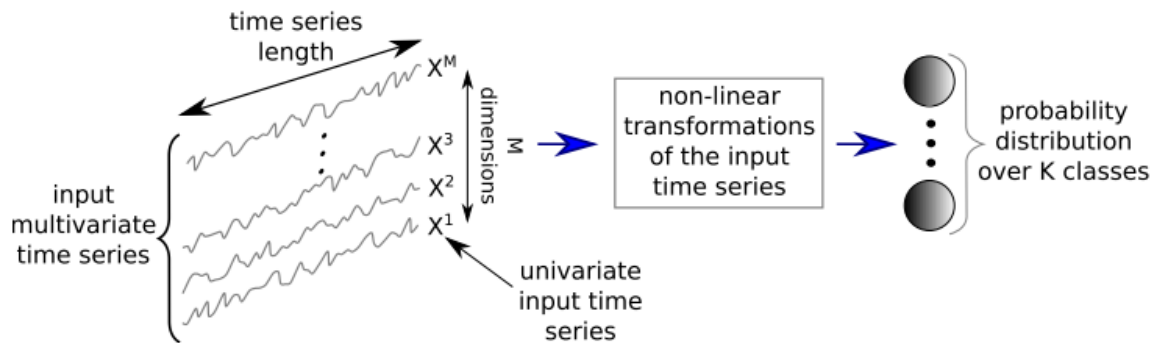 time series
length
X^M
X^3
X^2
X^1
M
dimensions
input
multivariate
time series
univariate
input time
series
non-linear
transformations
of the input
time series
probability
distribution
over K classes